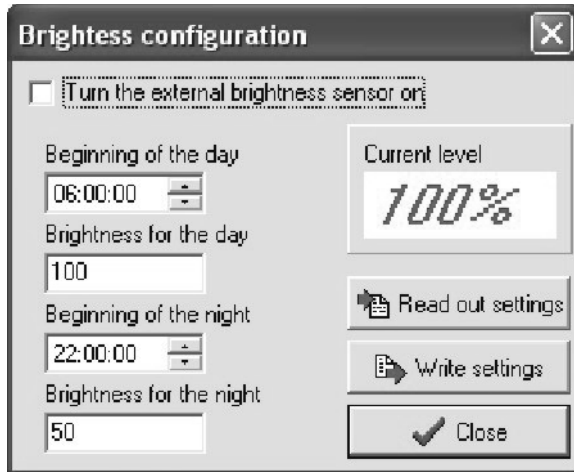 Brightess configuration
Turn the external brightness sensor on
Beginning of the day
06:00:00
Brightness for the day
100
Beginning of the night
22:00:00
Brightness for the night
50
Current level
100%
Read out settings
Write settings
Close